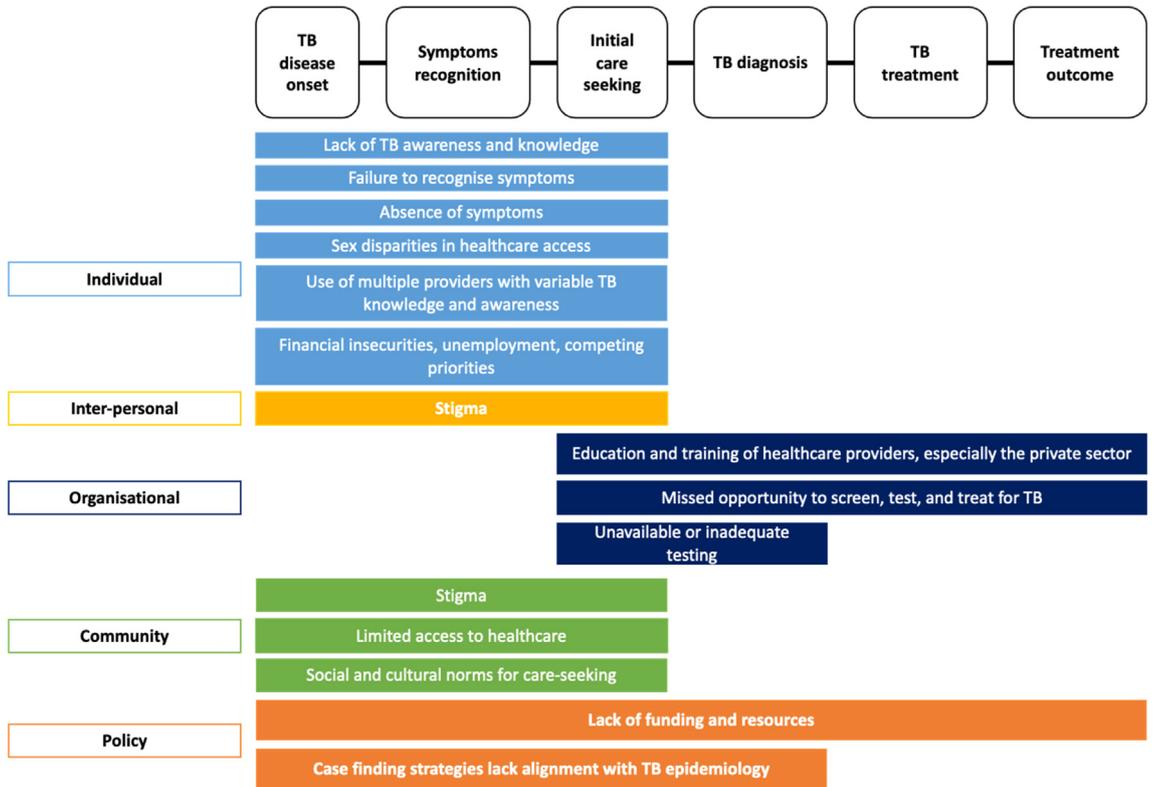 TB
disease
onset
Symptoms
recognition
Initial
care
seeking
TB diagnosis
TB
treatment
Treatment
outcome
Lack of TB awareness and knowledge
Failure to recognise symptoms
Absence of symptoms
Sex disparities in healthcare access
Individual
Use of multiple providers with variable TB
knowledge and awareness
Financial insecurities, unemployment, competing
priorities
Inter-personal
Stigma
Education and training of healthcare providers, especially the private sector
Organisational
Missed opportunity to screen, test, and treat for TB
Unavailable or inadequate
testing
Stigma
Community
Limited access to healthcare
Social and cultural norms for care-seeking
Lack of funding and resources
Policy
Case finding strategies lack alignment with TB epidemiology